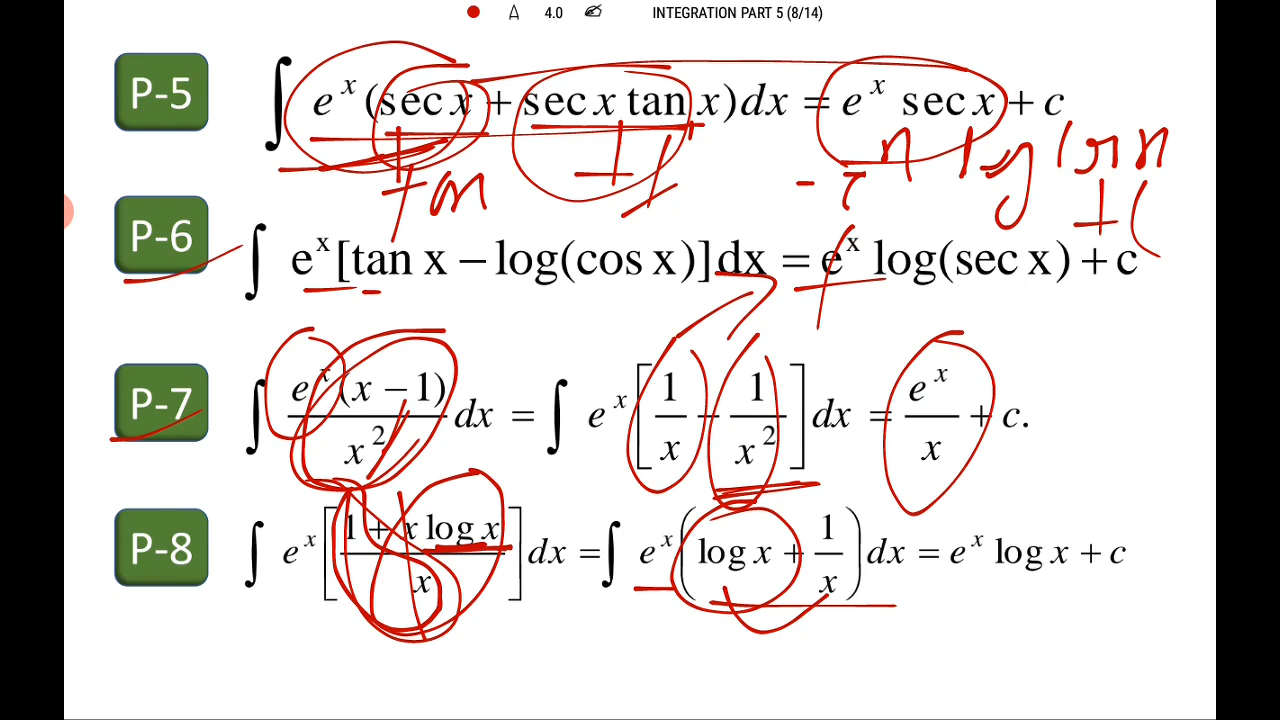 4.0 INTEGRATION PART 5 (8/14)
P-5 ∫ e^x (sec x + sec x tan x) dx = e^x sec x + c
P-6 ∫ e^x [tan x − log(cos x)] dx = e^x log(sec x) + c
P-7 ∫ e^x (x − 1) / x^2 dx = ∫ e^x [1/x − 1/x^2] dx = e^x / x + c.
P-8 ∫ e^x [(1 + x log x) / x] dx = ∫ e^x (log x + 1/x) dx = e^x log x + c